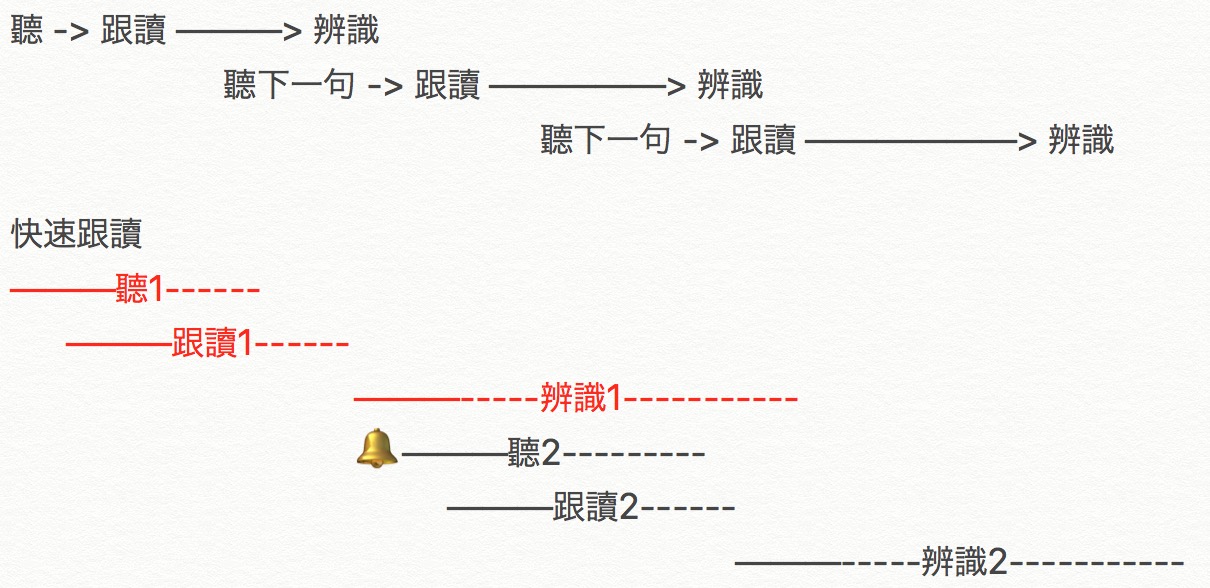 聽 -> 跟讀 ———> 辨識
聽下一句 -> 跟讀 —————> 辨識
聽下一句 -> 跟讀 ——————> 辨識
快速跟讀
———聽1------
———跟讀1------
———-----辨識1-----------
🔔———聽2---------
———跟讀2------
———-----辨識2-----------